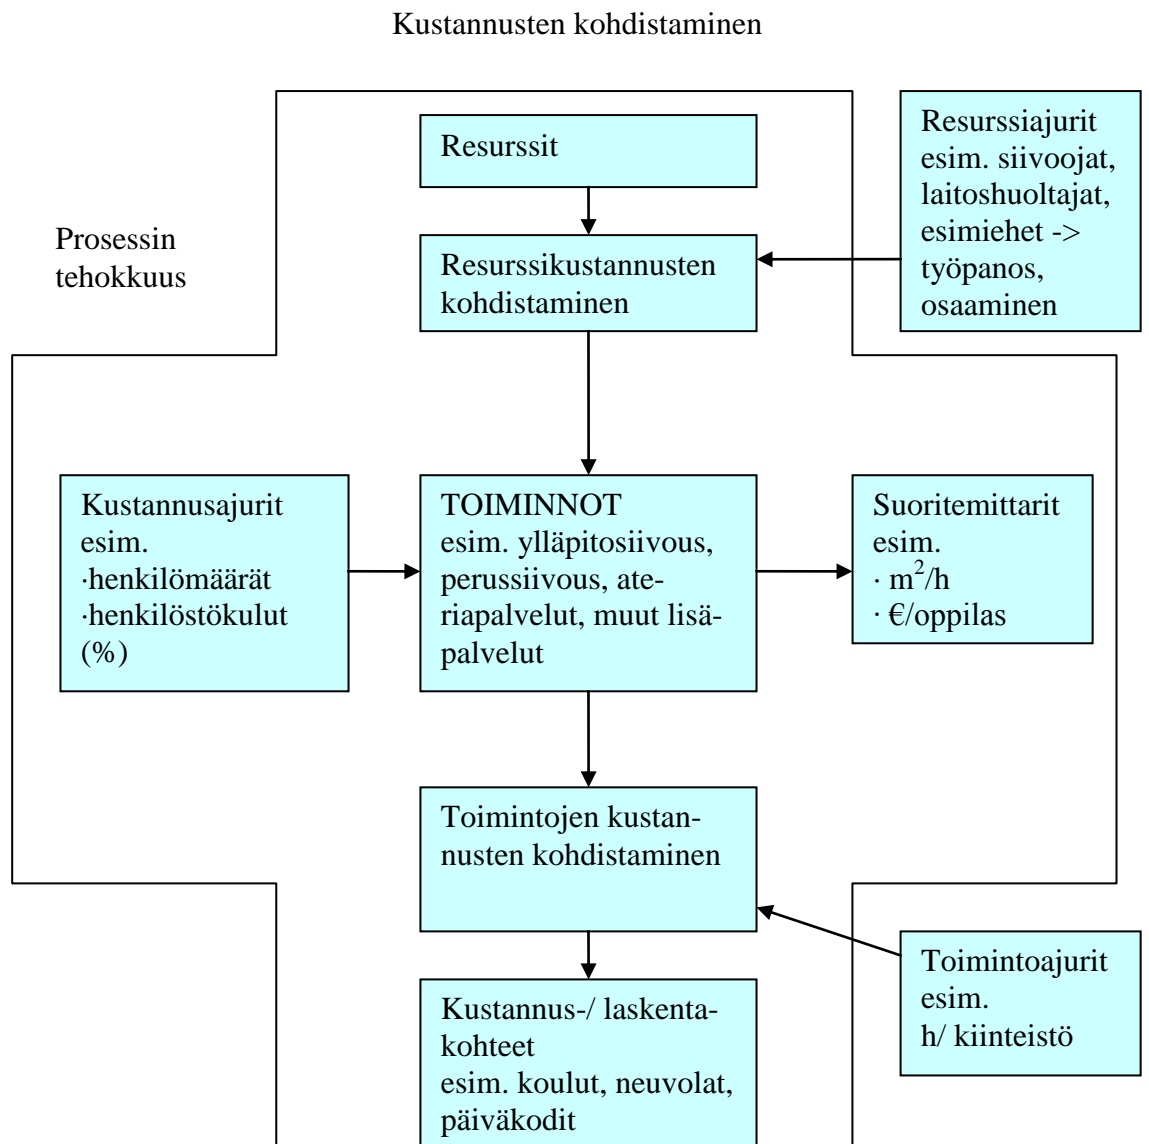 Kustannusten kohdistaminen
Resurssit
Resurssiajurit
esim. siivoojat,
laitoshuoltajat,
esimiehet ->
työpanos,
osaaminen
Prosessin
tehokkuus
Resurssikustannusten
kohdistaminen
Kustannusajurit
esim.
·henkilömäärät
·henkilöstökulut
(%)
TOIMINNOT
esim. ylläpitosiivous,
perussiivous, ate-
riapalvelut, muut lisä-
palvelut
Suoritemittarit
esim.
· m²/h
· €/oppilas
Toimintojen kustan-
nusten kohdistaminen
Toimintoajurit
esim.
h/ kiinteistö
Kustannus-/ laskenta-
kohteet
esim. koulut, neuvolat,
päiväkodit